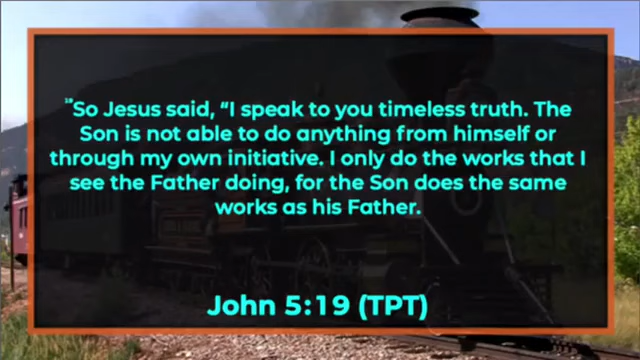 So Jesus said, “I speak to you timeless truth. The
Son is not able to do anything from himself or
through my own initiative. I only do the works that I
see the Father doing, for the Son does the same
works as his Father.
John 5:19 (TPT)